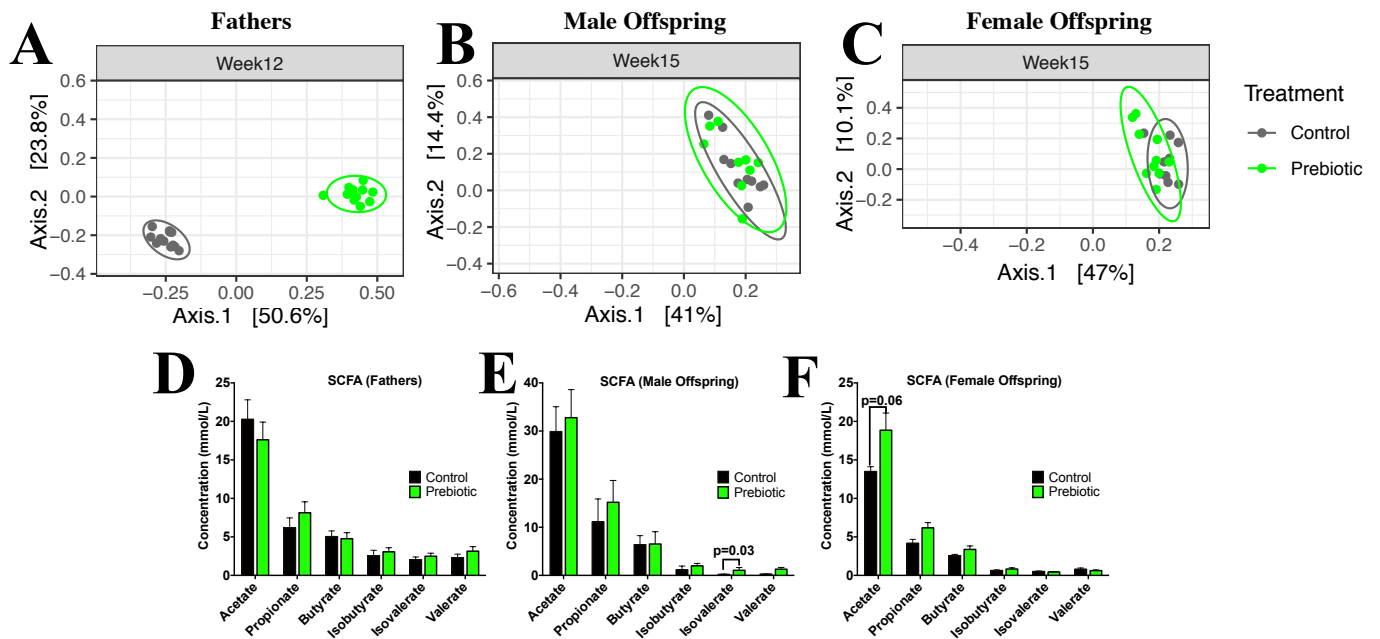 A
Fathers
Week12
Axis.2 [23.8%]
0.6
0.4
0.2
0.0
−0.2
−0.4
−0.25
0.00
0.25
0.50
Axis.1 [50.6%]
B
Male Offspring
Week15
Axis.2 [14.4%]
0.6
0.4
0.2
0.0
−0.2
−0.4
−0.6
−0.4
−0.2
0.0
0.2
Axis.1 [41%]
C
Female Offspring
Week15
Axis.2 [10.1%]
0.4
0.2
0.0
−0.2
−0.4
−0.2
0.0
0.2
Axis.1 [47%]
Treatment
Control
Prebiotic
D
SCFA (Fathers)
Concentration (mmol/L)
25
20
15
10
5
0
Control
Prebiotic
Acetate
Propionate
Butyrate
Isobutyrate
Isovalerate
Valerate
E
SCFA (Male Offspring)
Concentration (mmol/L)
40
30
20
10
0
Control
Prebiotic
p=0.03
Acetate
Propionate
Butyrate
Isobutyrate
Isovalerate
Valerate
F
SCFA (Female Offspring)
Concentration (mmol/L)
25
20
15
10
5
0
p=0.06
Control
Prebiotic
Acetate
Propionate
Butyrate
Isobutyrate
Isovalerate
Valerate